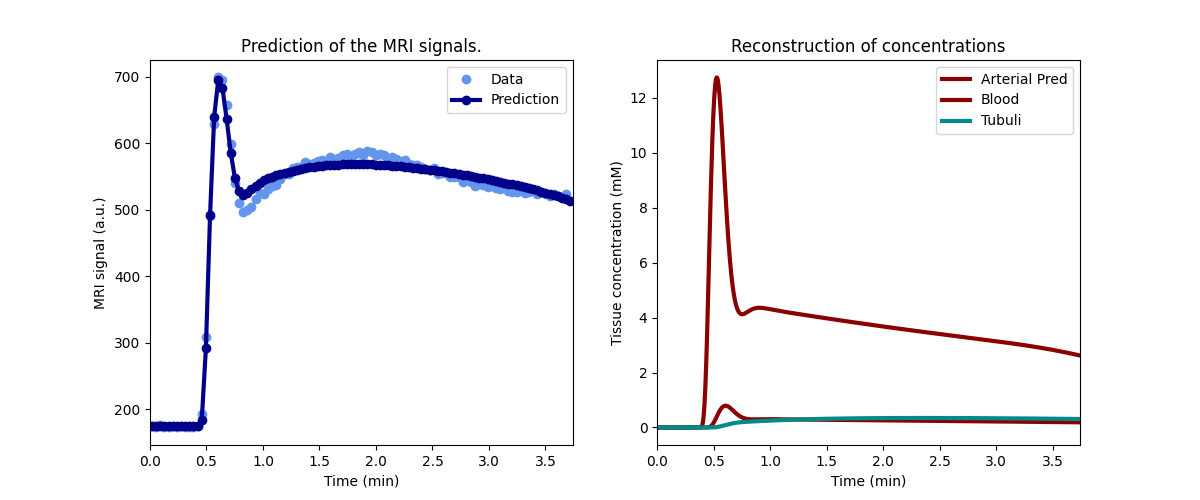 Prediction of the MRI signals.
Data
Prediction
700
600
500
400
300
200
MRI signal (a.u.)
0.0 0.5 1.0 1.5 2.0 2.5 3.0 3.5
Time (min)
Reconstruction of concentrations
Arterial Pred
Blood
Tubuli
12
10
8
6
4
2
0
Tissue concentration (mM)
0.0 0.5 1.0 1.5 2.0 2.5 3.0 3.5
Time (min)